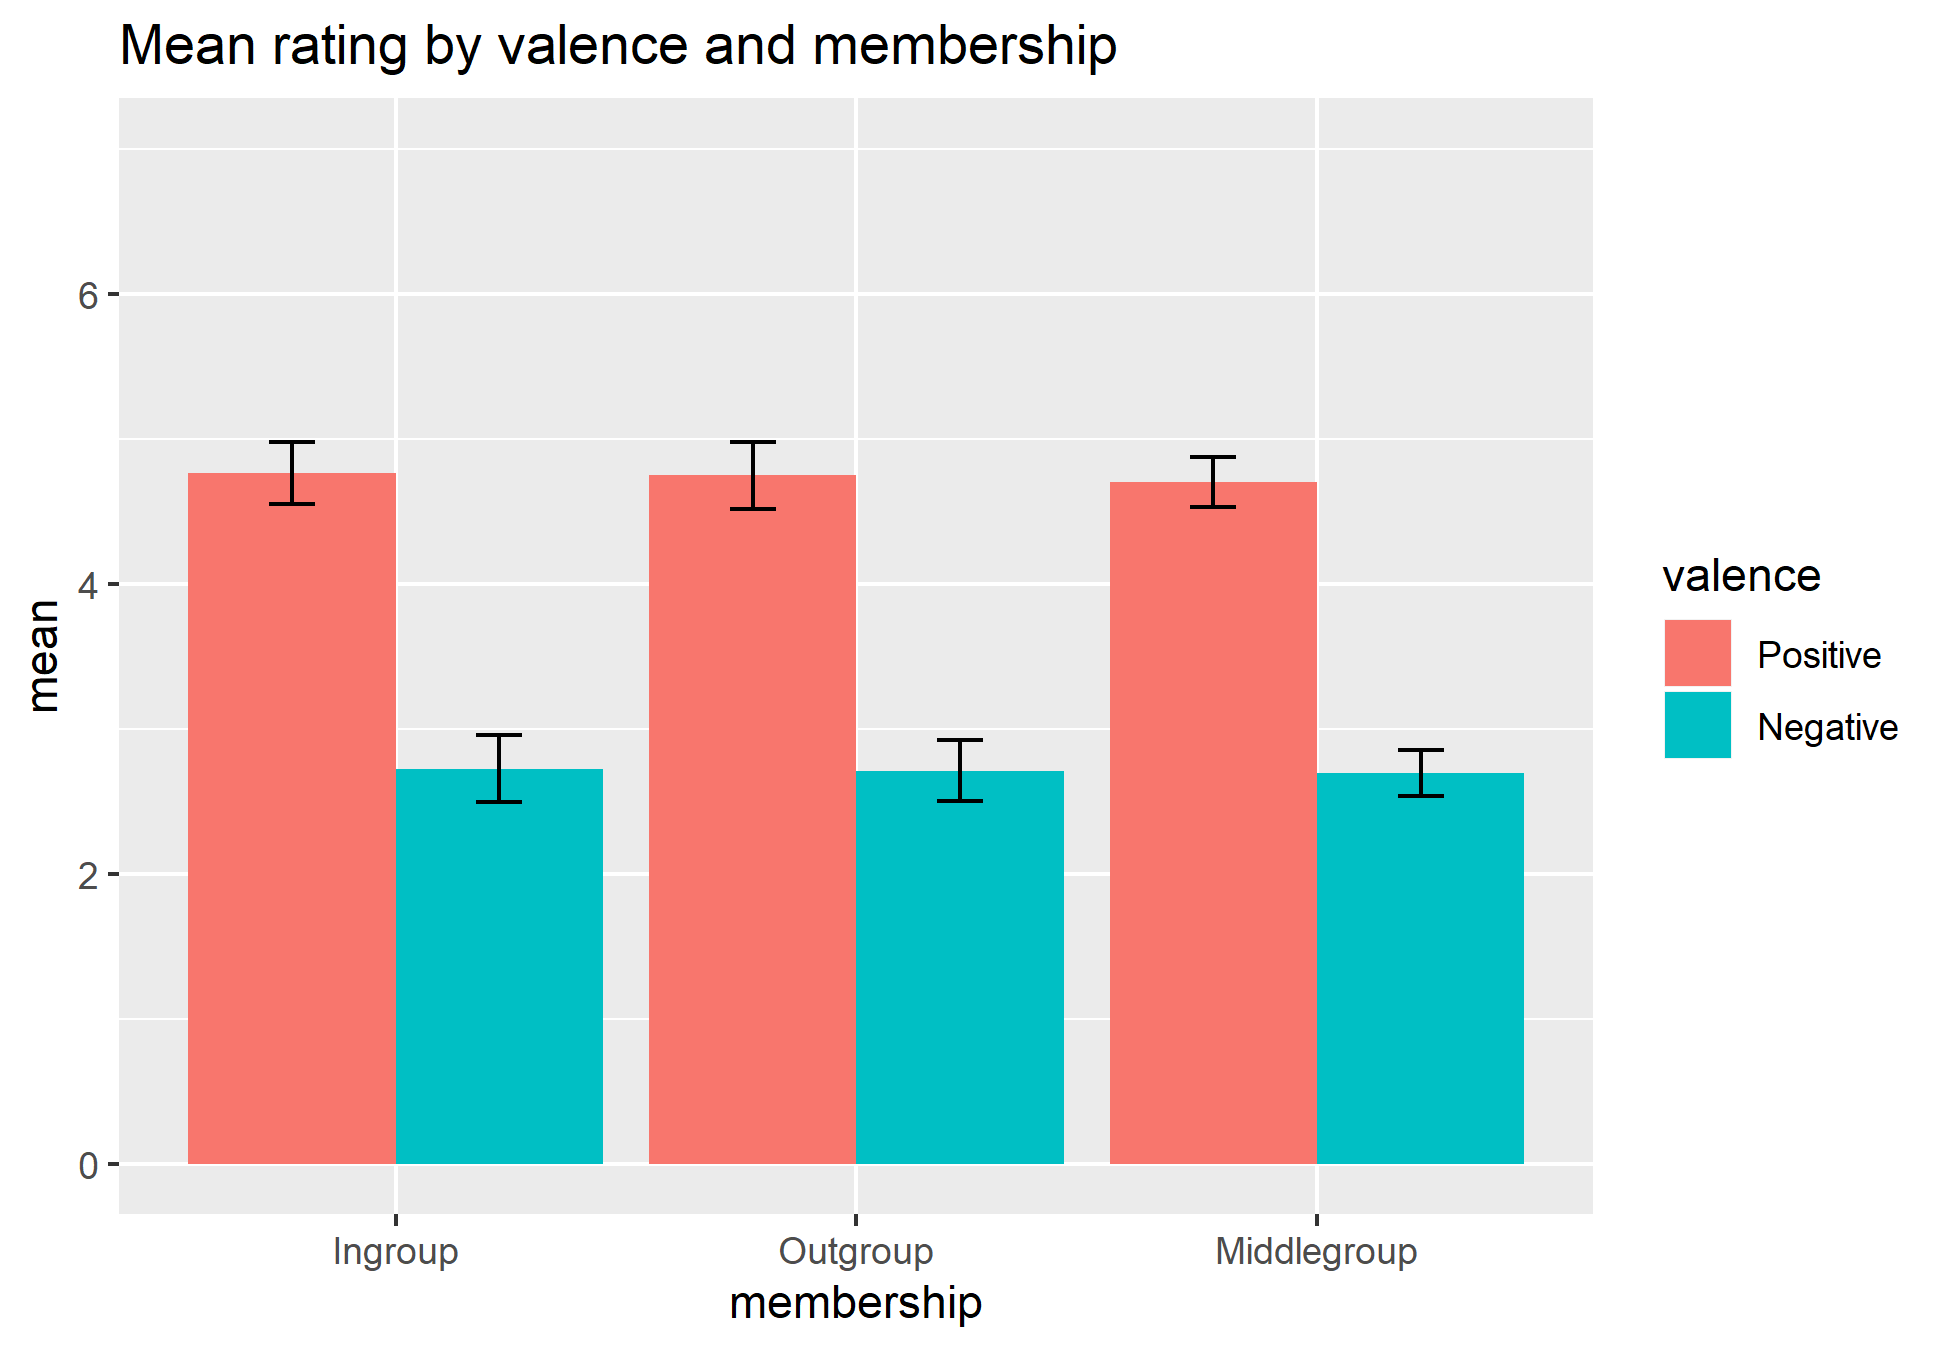 Mean rating by valence and membership
mean
6
4
2
0
Ingroup
Outgroup
Middlegroup
membership
valence
Positive
Negative